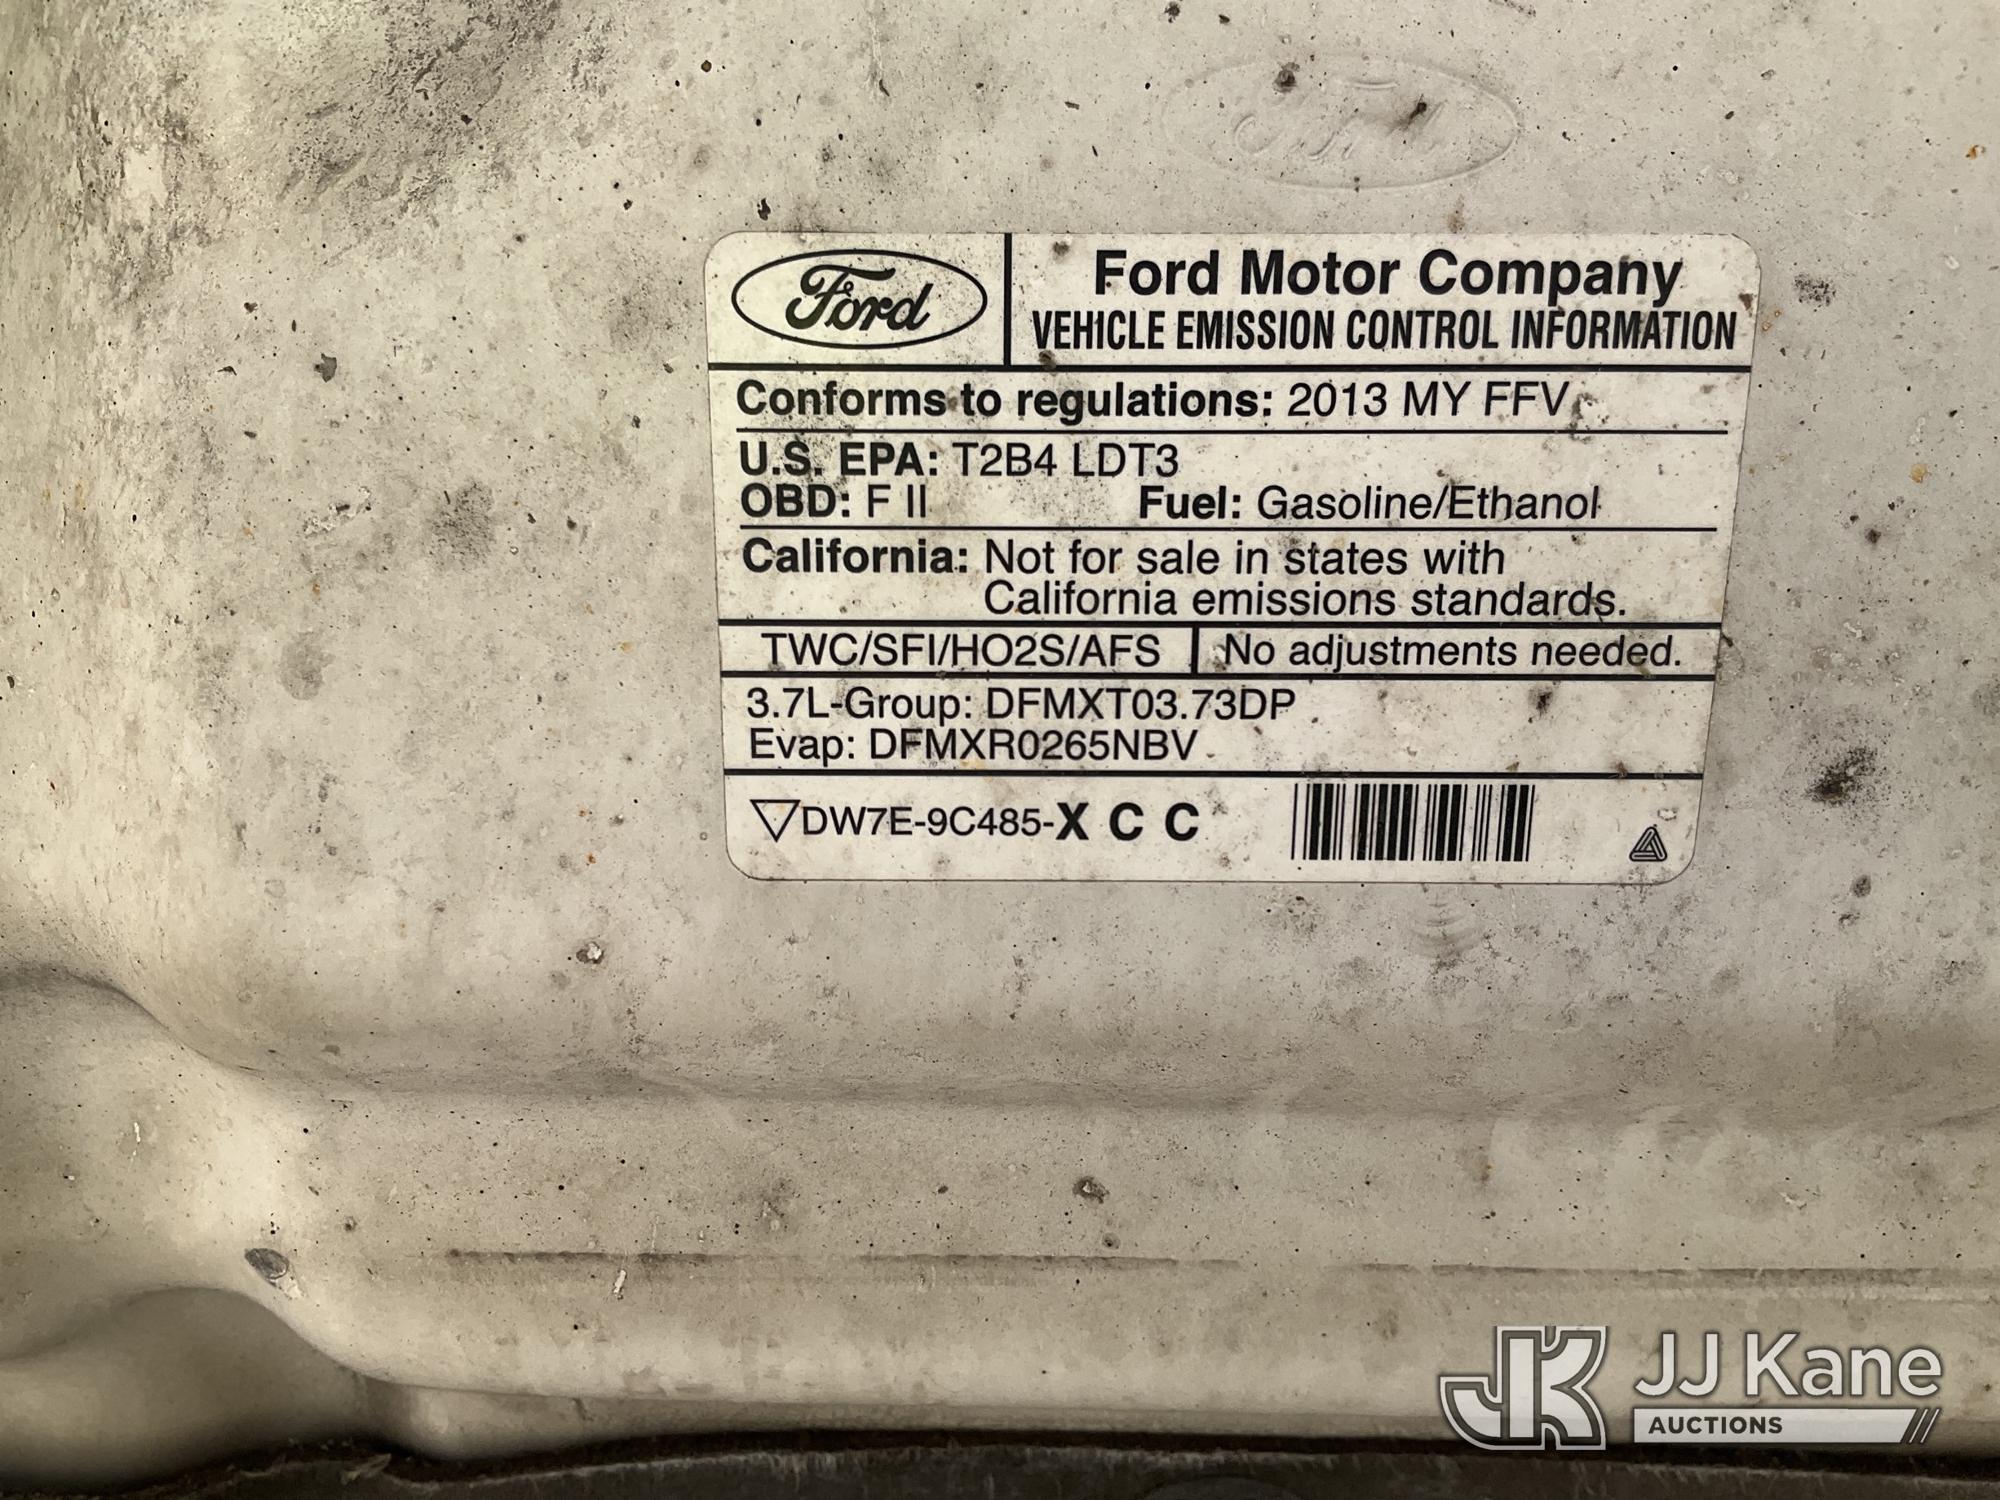 Ford
Ford
Ford Motor Company
VEHICLE EMISSION CONTROL INFORMATION
Conforms to regulations: 2013 MY FFV
U.S. EPA: T2B4 LDT3
OBD: F II Fuel: Gasoline/Ethanol
California: Not for sale in states with
California emissions standards.
TWC/SFI/HO2S/AFS No adjustments needed.
3.7L-Group: DFMXT03.73DP
Evap: DFMXR0265NBV
DW7E-9C485-X C C
JK JJ Kane
AUCTIONS